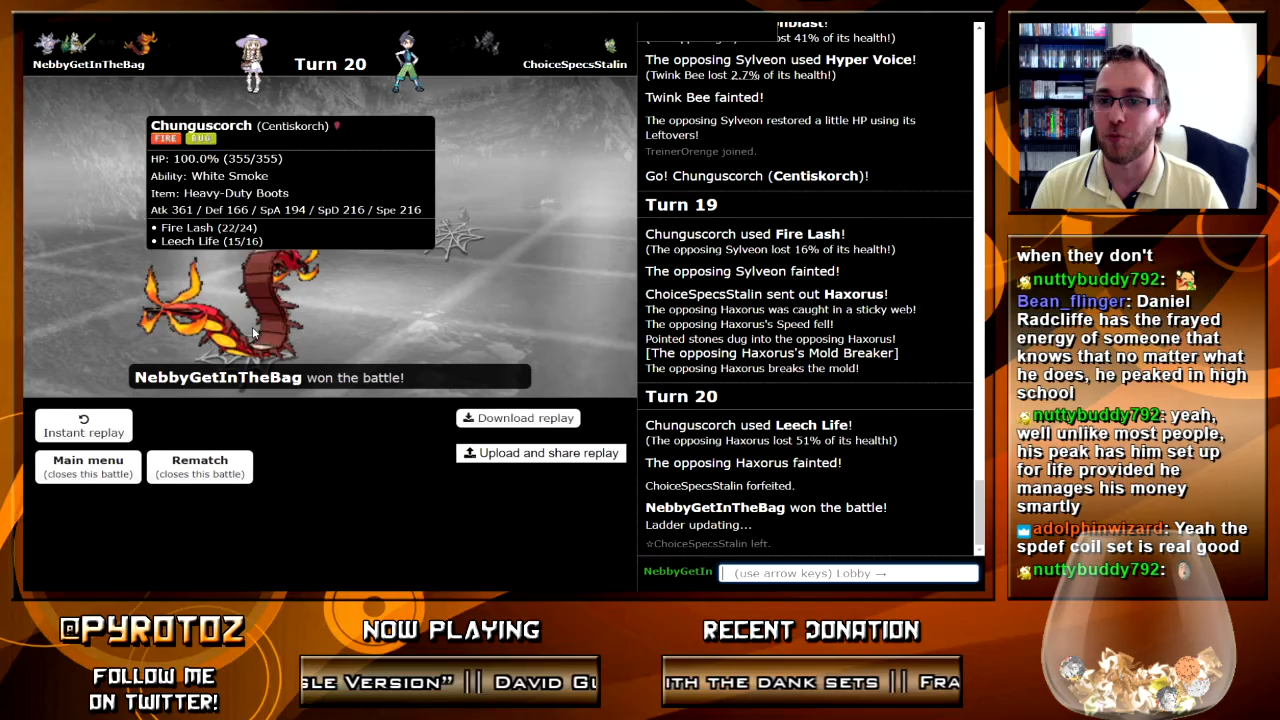 NebbyGetInTheBag
Turn 20
ChoiceSpecsStalin
Chunguscorch (Centiskorch)
FIRE BUG
HP: 100.0% (355/355)
Ability: White Smoke
Item: Heavy-Duty Boots
Atk 361 / Def 166 / SpA 194 / SpD 216 / Spe 216
• Fire Lash (22/24)
• Leech Life (15/16)
NebbyGetInTheBag won the battle!
Instant replay
Download replay
Upload and share replay
Main menu
(closes this battle)
Rematch
(closes this battle)
ost 41% of its health!)
The opposing Sylveon used Hyper Voice!
(Twink Bee lost 2.7% of its health!)
Twink Bee fainted!
The opposing Sylveon restored a little HP using its
Leftovers!
TreinerOrenge joined.
Go! Chunguscorch (Centiskorch)!
Turn 19
Chunguscorch used Fire Lash!
(The opposing Sylveon lost 16% of its health!)
The opposing Sylveon fainted!
ChoiceSpecsStalin sent out Haxorus!
The opposing Haxorus was caught in a sticky web!
The opposing Haxorus's Speed fell!
Pointed stones dug into the opposing Haxorus!
[The opposing Haxorus's Mold Breaker]
The opposing Haxorus breaks the mold!
Turn 20
Chunguscorch used Leech Life!
(The opposing Haxorus lost 51% of its health!)
The opposing Haxorus fainted!
ChoiceSpecsStalin forfeited.
NebbyGetInTheBag won the battle!
Ladder updating...
☆ChoiceSpecsStalin left.
NebbyGetIn
(use arrow keys) Lobby →
when they don't
nuttybuddy792:
Bean_flinger: Daniel
Radcliffe has the frayed
energy of someone that
knows that no matter what
he does, he peaked in high
school
nuttybuddy792: yeah,
well unlike most people,
his peak has him set up
for life provided he
manages his money
smartly
adolphinwizard: Yeah the
spdef coil set is real good
nuttybuddy792:
@PYROTOZ
FOLLOW ME
ON TWITTER!
NOW PLAYING
GLE VERSION" || DAVID GU
RECENT DONATION
ITH THE DANK SETS || FRA